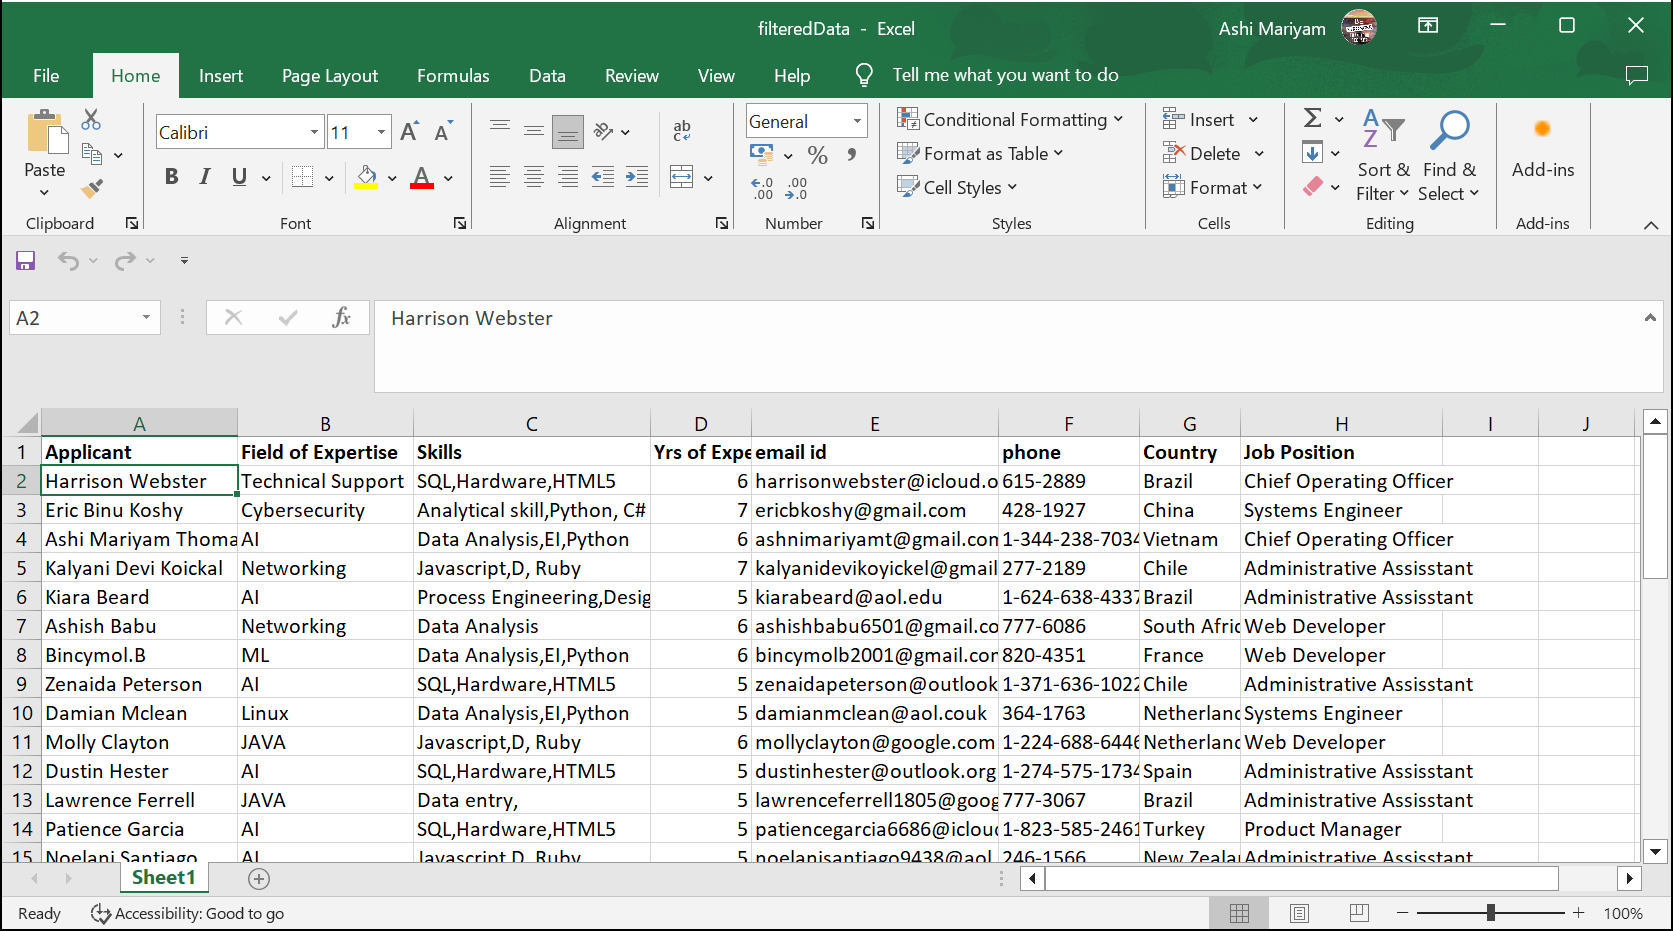 filteredData - Excel
Ashi Mariyam
File Home Insert Page Layout Formulas Data Review View Help Tell me what you want to do
Paste
Clipboard
Calibri 11
B I U
Font
ab
Alignment
General
% ,
Number
Conditional Formatting
Format as Table
Cell Styles
Styles
Insert
Delete
Format
Cells
Sort & Filter
Find & Select
Editing
Add-ins
Add-ins
A2 fx Harrison Webster
A B C D E F G H I J
1 Applicant Field of Expertise Skills Yrs of Expe email id phone Country Job Position
2 Harrison Webster Technical Support SQL,Hardware,HTML5 6 harrisonwebster@icloud.o 615-2889 Brazil Chief Operating Officer
3 Eric Binu Koshy Cybersecurity Analytical skill,Python, C# 7 ericbkoshy@gmail.com 428-1927 China Systems Engineer
4 Ashi Mariyam Thoma AI Data Analysis,EI,Python 6 ashnimariyamt@gmail.com 1-344-238-7034 Vietnam Chief Operating Officer
5 Kalyani Devi Koickal Networking Javascript,D, Ruby 7 kalyanidevikoyickel@gmail 277-2189 Chile Administrative Assisstant
6 Kiara Beard AI Process Engineering,Desig 5 kiarabeard@aol.edu 1-624-638-4337 Brazil Administrative Assisstant
7 Ashish Babu Networking Data Analysis 6 ashishbabu6501@gmail.co 777-6086 South Afric Web Developer
8 Bincymol.B ML Data Analysis,EI,Python 6 bincymolb2001@gmail.com 820-4351 France Web Developer
9 Zenaida Peterson AI SQL,Hardware,HTML5 5 zenaidapeterson@outlook 1-371-636-1022 Chile Administrative Assisstant
10 Damian Mclean Linux Data Analysis,EI,Python 5 damianmclean@aol.couk 364-1763 Netherland Systems Engineer
11 Molly Clayton JAVA Javascript,D, Ruby 6 mollyclayton@google.com 1-224-688-6446 Netherland Web Developer
12 Dustin Hester AI SQL,Hardware,HTML5 5 dustinhester@outlook.org 1-274-575-1734 Spain Administrative Assisstant
13 Lawrence Ferrell JAVA Data entry, 5 lawrenceferrell1805@goog 777-3067 Brazil Administrative Assisstant
14 Patience Garcia AI SQL,Hardware,HTML5 5 patiencegarcia6686@iclouc 1-823-585-2461 Turkey Product Manager
15 Noelani Santiago AI Javascript,D, Ruby 5 noelanisantiago9438@aol 246-1566 New Zeala Administrative Assisstant
Sheet1
Ready Accessibility: Good to go 100%